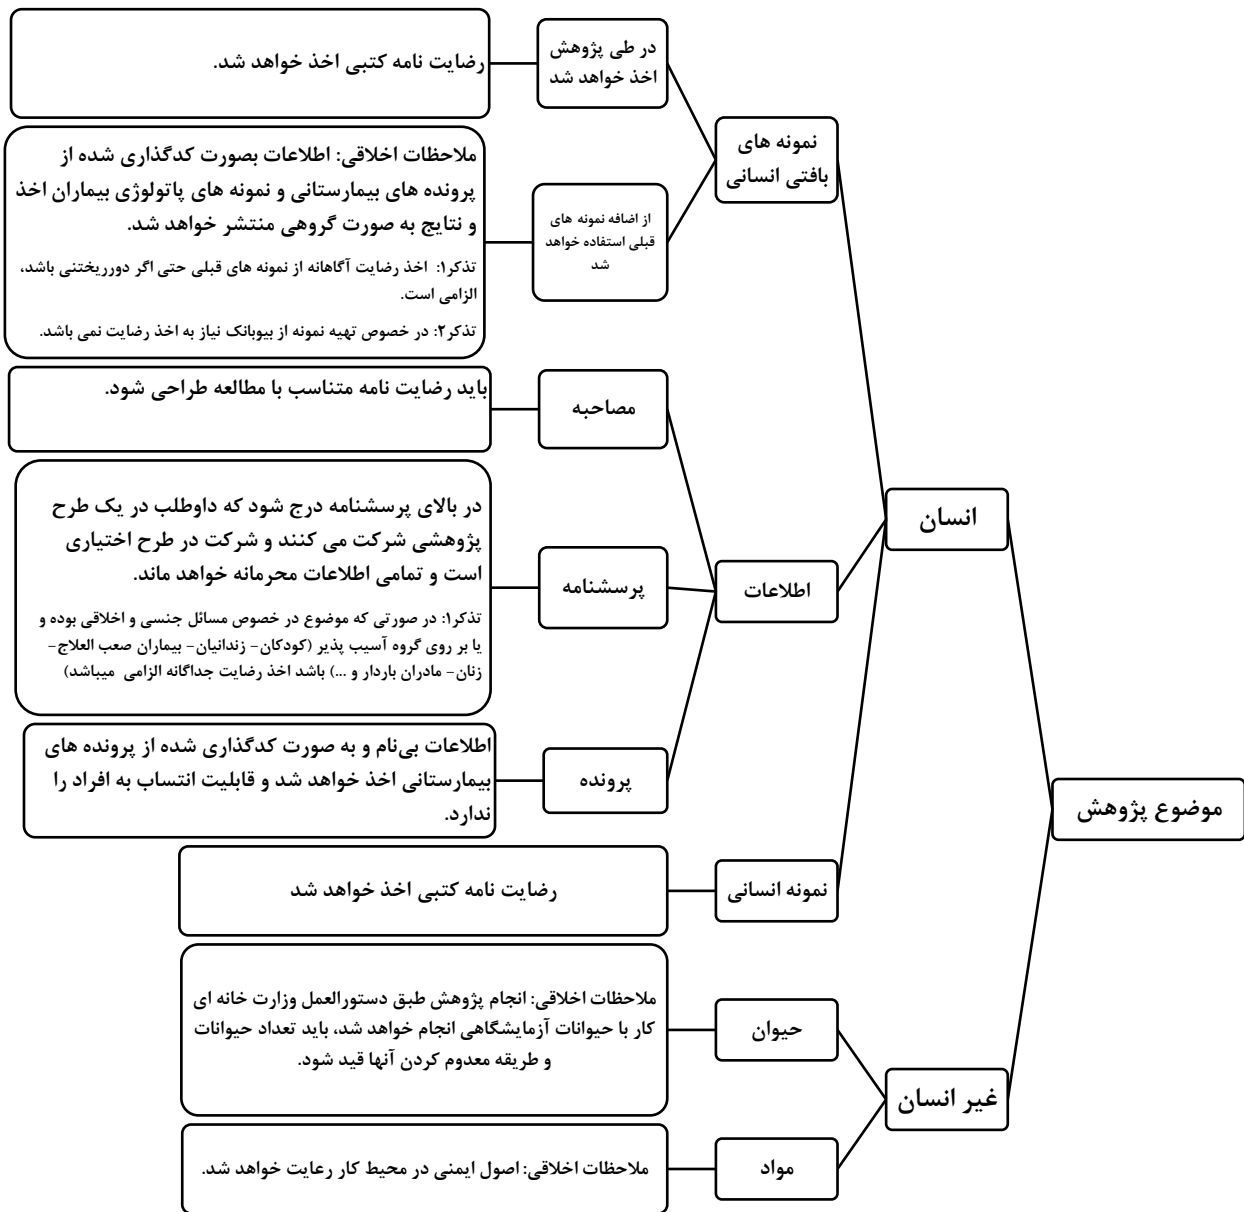 موضوع پژوهش
انسان
نمونه های
بافتی انسانی
در طی پژوهش
اخذ خواهد شد
رضایت نامه کتبی اخذ خواهد شد.
از اضافه نمونه های
قبلی استفاده خواهد
شد
ملاحظات اخلاقی: اطلاعات بصورت کدگذاری شده از
پرونده های بیمارستانی و نمونه های پاتولوژی بیماران اخذ
و نتایج به صورت گروهی منتشر خواهد شد.
تذکر۱: اخذ رضایت آگاهانه از نمونه های قبلی حتی اگر دورریختنی باشد،
الزامی است.
تذکر۲: در خصوص تهیه نمونه از بیوبانک نیاز به اخذ رضایت نمی باشد.
اطلاعات
مصاحبه
باید رضایت نامه متناسب با مطالعه طراحی شود.
پرسشنامه
در بالای پرسشنامه درج شود که داوطلب در یک طرح
پژوهشی شرکت می کنند و شرکت در طرح اختیاری
است و تمامی اطلاعات محرمانه خواهد ماند.
تذکر۱: در صورتی که موضوع در خصوص مسائل جنسی و اخلاقی بوده و
یا بر روی گروه آسیب پذیر (کودکان- زندانیان- بیماران صعب العلاج-
زنان- مادران باردار و ...) باشد اخذ رضایت جداگانه الزامی میباشد)
پرونده
اطلاعات بی‌نام و به صورت کدگذاری شده از پرونده های
بیمارستانی اخذ خواهد شد و قابلیت انتساب به افراد را
ندارد.
نمونه انسانی
رضایت نامه کتبی اخذ خواهد شد
غیر انسان
حیوان
ملاحظات اخلاقی: انجام پژوهش طبق دستورالعمل وزارت خانه ای
کار با حیوانات آزمایشگاهی انجام خواهد شد، باید تعداد حیوانات
و طریقه معدوم کردن آنها قید شود.
مواد
ملاحظات اخلاقی: اصول ایمنی در محیط کار رعایت خواهد شد.